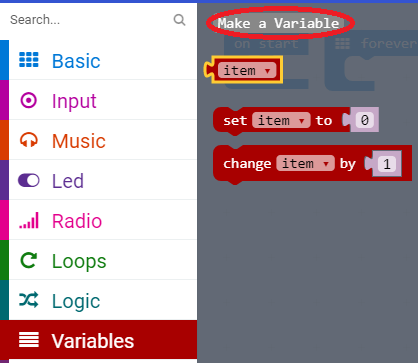 Search...
Basic
Input
Music
Led
Radio
Loops
Logic
Variables
Make a Variable
on start
forever
item
set item to 0
change item by 1